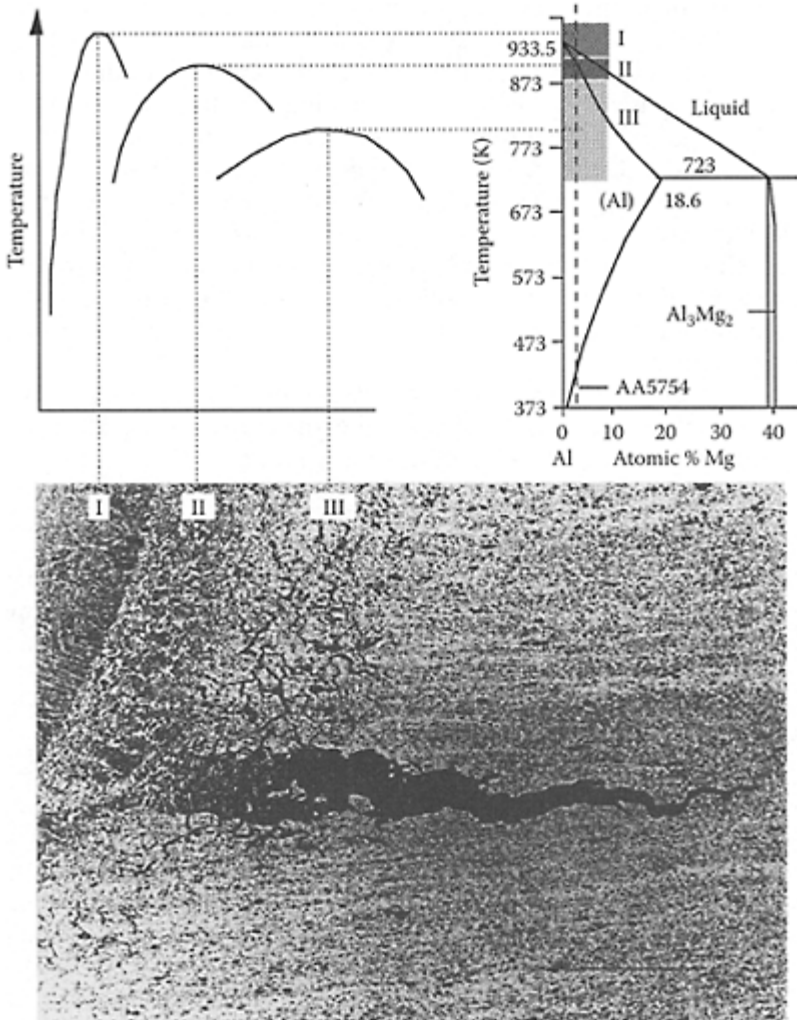 Temperature
Temperature (K)
933.5
873
773
673
573
473
373
I
II
III
Liquid
723
(Al)
18.6
Al₃Mg₂
AA5754
0 10 20 30 40
Al Atomic % Mg
I II III